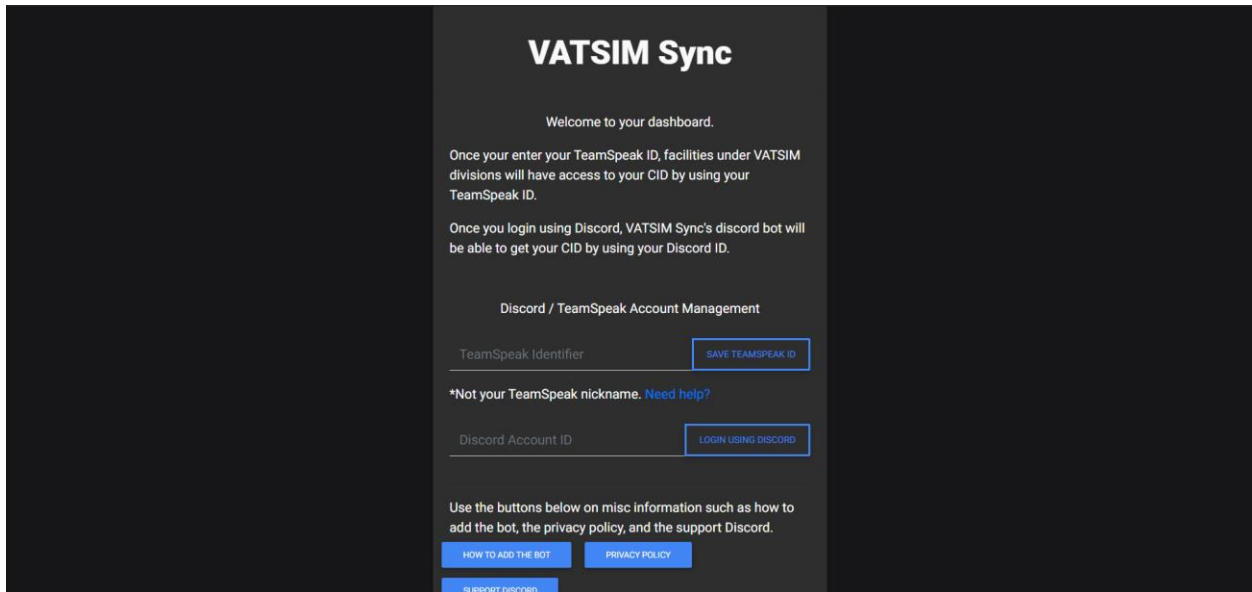 VATSIM Sync
Welcome to your dashboard.
Once your enter your TeamSpeak ID, facilities under VATSIM
divisions will have access to your CID by using your
TeamSpeak ID.
Once you login using Discord, VATSIM Sync's discord bot will
be able to get your CID by using your Discord ID.
Discord / TeamSpeak Account Management
TeamSpeak Identifier SAVE TEAMSPEAK ID
*Not your TeamSpeak nickname. Need help?
Discord Account ID LOGIN USING DISCORD
Use the buttons below on misc information such as how to
add the bot, the privacy policy, and the support Discord.
HOW TO ADD THE BOT PRIVACY POLICY
SUPPORT DISCORD